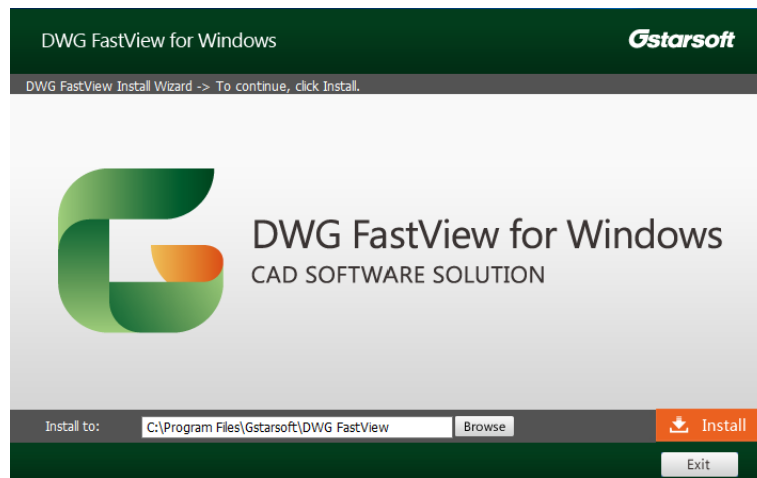 DWG FastView for Windows
Gstarsoft
DWG FastView Install Wizard -> To continue, click Install.
DWG FastView for Windows
CAD SOFTWARE SOLUTION
Install to:
C:\Program Files\Gstarsoft\DWG FastView
Browse
Install
Exit